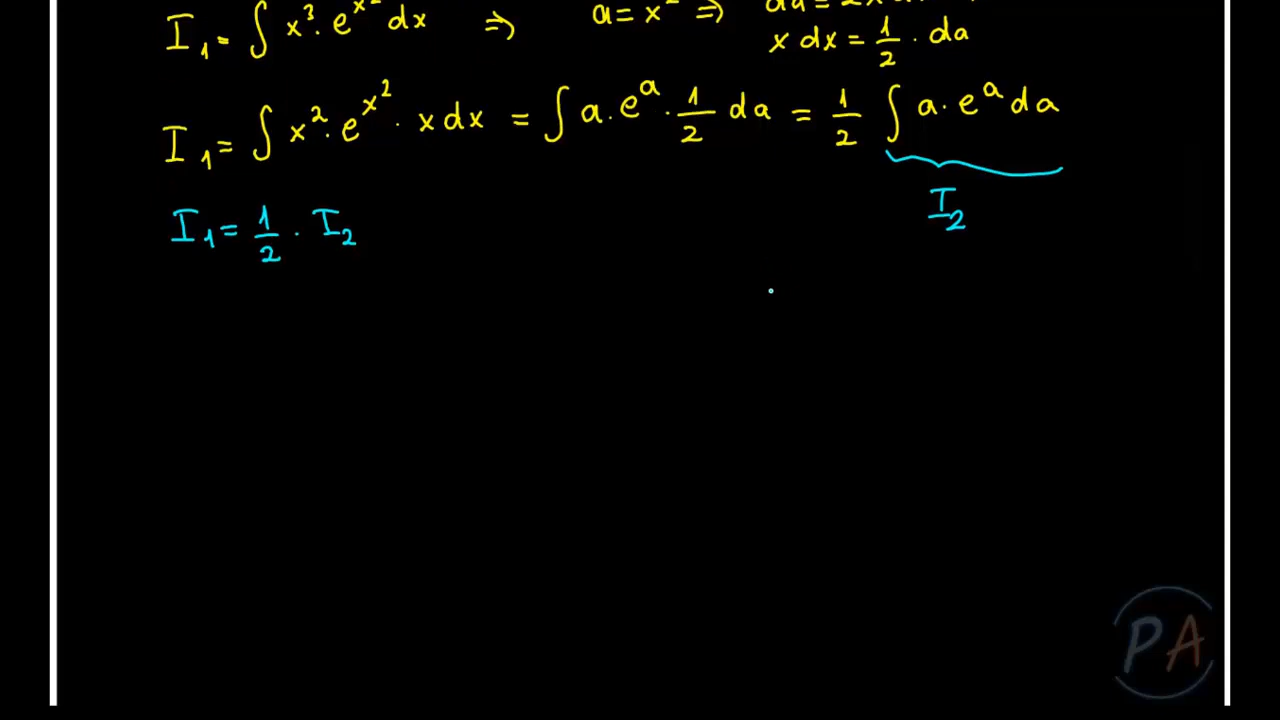 I₁ = ∫ x³ · e^(x²) dx ⇒ a = x² ⇒
x dx = 1/2 · da
I₁ = ∫ x² · e^(x²) · x dx = ∫ a · e^a · 1/2 da = 1/2 ∫ a · e^a da
I₂
I₁ = 1/2 · I₂
PA